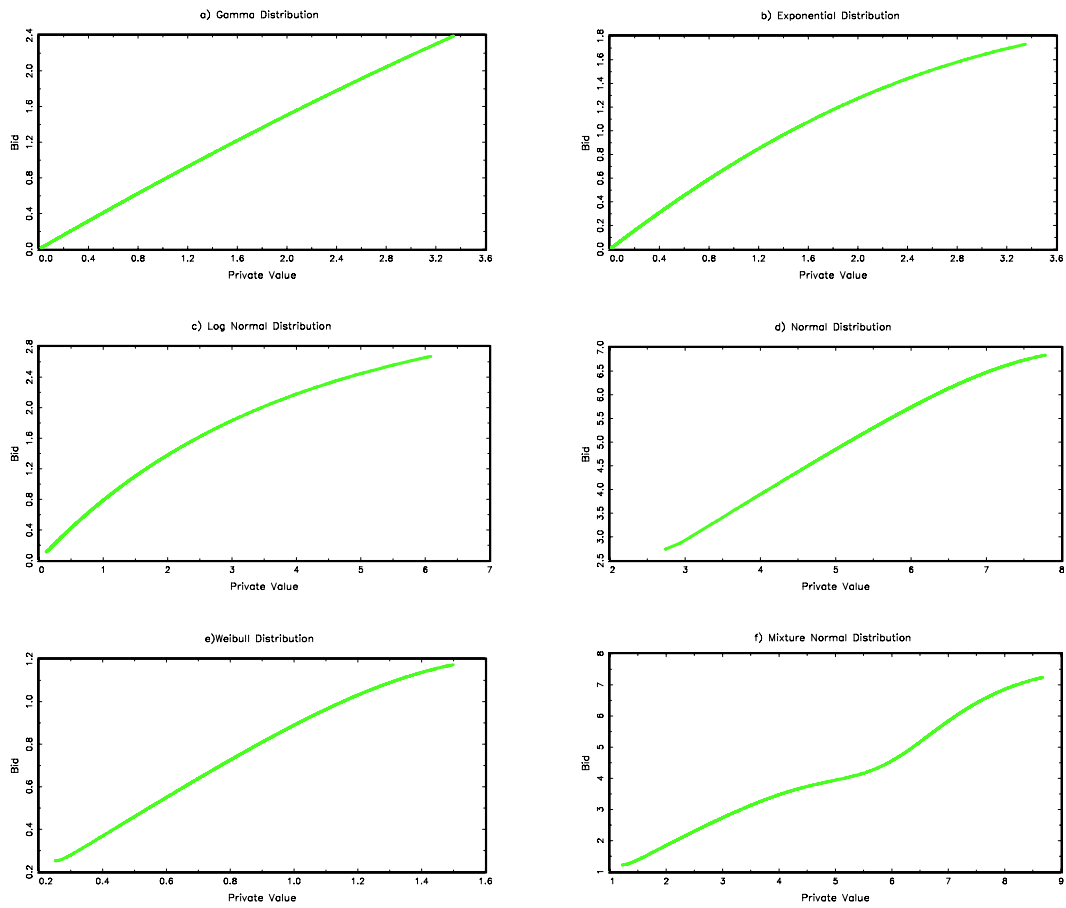 a) Gamma Distribution
Bid
2.4
2.0
1.6
1.2
0.8
0.4
0.0
0.0 0.4 0.8 1.2 1.6 2.0 2.4 2.8 3.2 3.6
Private Value
b) Exponential Distribution
Bid
1.8
1.6
1.4
1.2
1.0
0.8
0.6
0.4
0.2
0.0
0.0 0.4 0.8 1.2 1.6 2.0 2.4 2.8 3.2 3.6
Private Value
c) Log Normal Distribution
Bid
2.8
2.4
2.0
1.6
1.2
0.8
0.4
0.0
0 1 2 3 4 5 6 7
Private Value
d) Normal Distribution
Bid
7.0
6.5
6.0
5.5
5.0
4.5
4.0
3.5
3.0
2.5
2 3 4 5 6 7 8
Private Value
e)Weibull Distribution
Bid
1.2
1.0
0.8
0.6
0.4
0.2
0.2 0.4 0.6 0.8 1.0 1.2 1.4 1.6
Private Value
f) Mixture Normal Distribution
Bid
8
7
6
5
4
3
2
1
1 2 3 4 5 6 7 8 9
Private Value